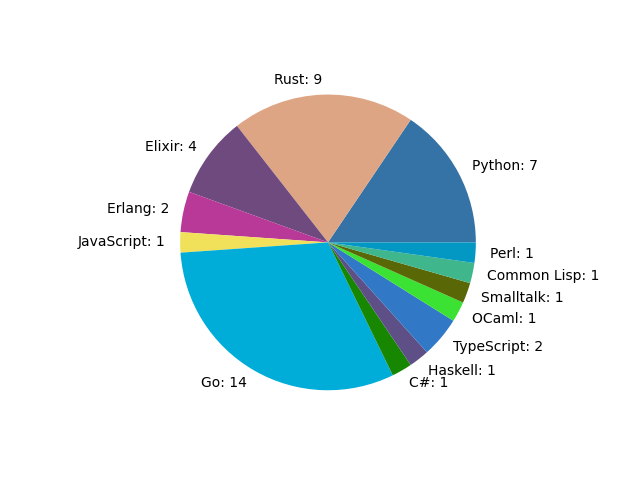 Rust: 9
Elixir: 4
Python: 7
Erlang: 2
JavaScript: 1
Perl: 1
Common Lisp: 1
Smalltalk: 1
OCaml: 1
TypeScript: 2
Haskell: 1
Go: 14
C#: 1